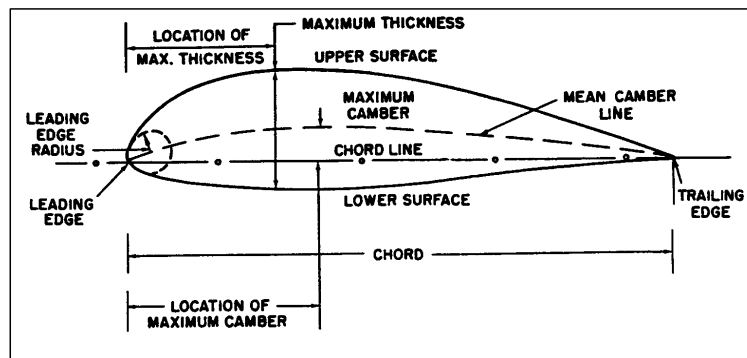 LOCATION OF
MAX. THICKNESS
MAXIMUM THICKNESS
UPPER SURFACE
LEADING
EDGE
RADIUS
MAXIMUM
CAMBER
MEAN CAMBER
LINE
CHORD LINE
LEADING
EDGE
LOWER SURFACE
TRAILING
EDGE
CHORD
LOCATION OF
MAXIMUM CAMBER